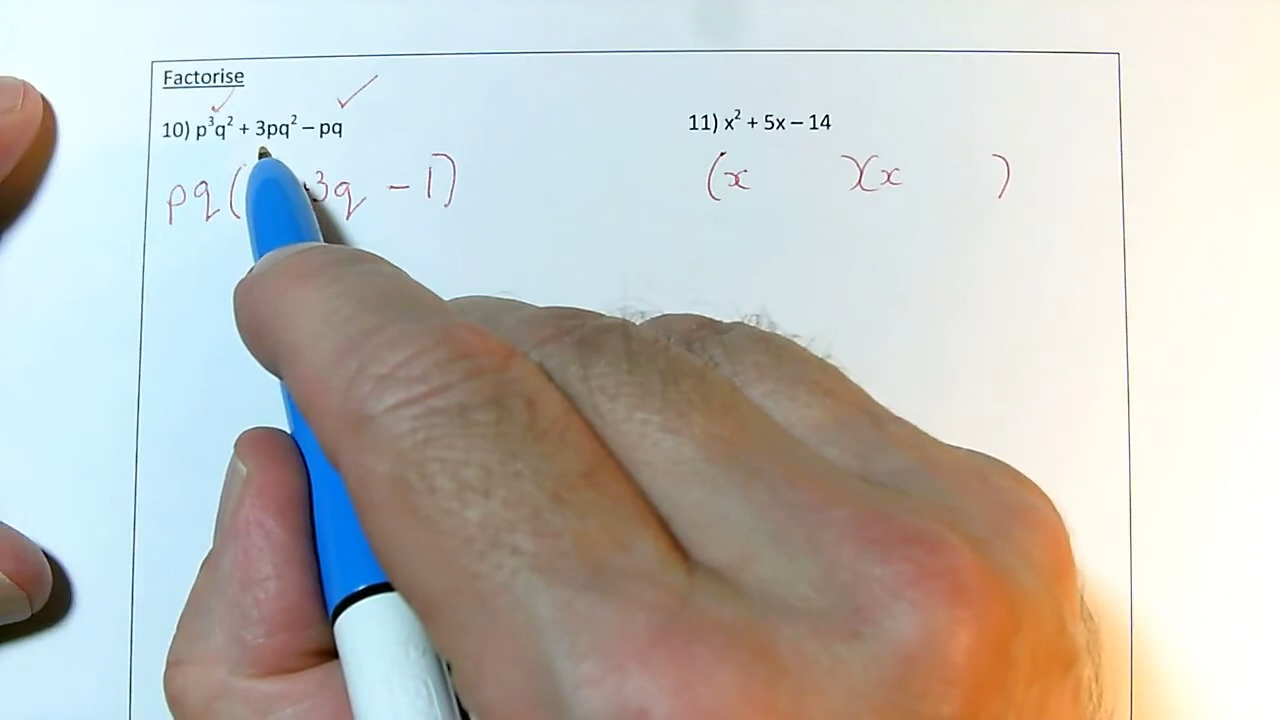 Factorise
10) p³q² + 3pq² – pq
pq( 3q – 1)
11) x² + 5x – 14
(x )(x )